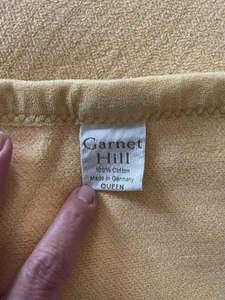 Garnet
Hill
100% Cotton
Made in Germany
QUEEN